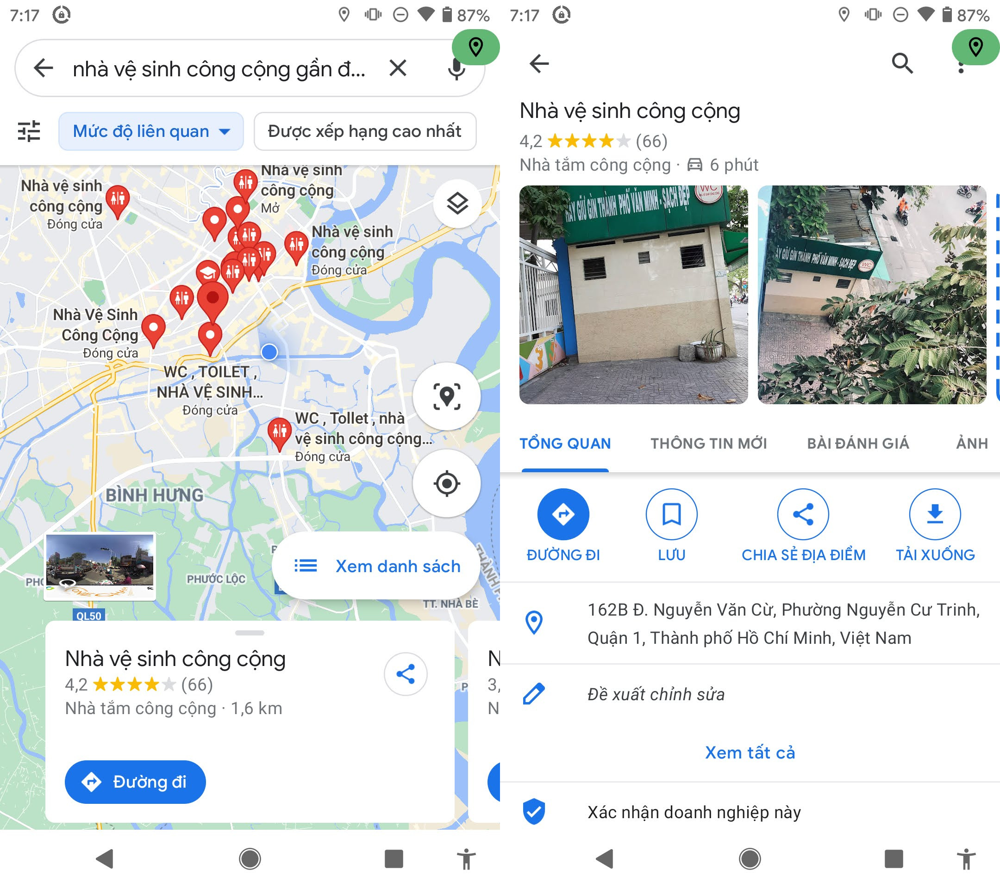 7:17
87%
nhà vệ sinh công cộng gần đ...
Mức độ liên quan
Được xếp hạng cao nhất
Nhà vệ sinh
công cộng
Mở
Nhà vệ sinh
công cộng
Đóng cửa
Nhà vệ sinh
công cộng
Đóng cửa
Nhà Vệ Sinh
Công Cộng
Đóng cửa
WC , TOILET ,
NHÀ VỆ SINH...
Đóng cửa
WC , Tollet , nhà
vệ sinh công cộng...
Đóng cửa
BÌNH HƯNG
PHƯỚC LỘC
Xem danh sách
TT. NHÀ BÈ
QL50
Nhà vệ sinh công cộng
4,2 (66)
Nhà tắm công cộng · 1,6 km
Đường đi
7:17
87%
Nhà vệ sinh công cộng
4,2 (66)
Nhà tắm công cộng · 6 phút
HÃY GIỮ GÌN THÀNH PHỐ VĂN MINH - SẠCH ĐẸP
WC
HÃY GIỮ GÌN THÀNH PHỐ VĂN MINH - SẠCH ĐẸP
WC
TỔNG QUAN
THÔNG TIN MỚI
BÀI ĐÁNH GIÁ
ẢNH
ĐƯỜNG ĐI
LƯU
CHIA SẺ ĐỊA ĐIỂM
TẢI XUỐNG
162B Đ. Nguyễn Văn Cừ, Phường Nguyễn Cư Trinh,
Quận 1, Thành phố Hồ Chí Minh, Việt Nam
Đề xuất chỉnh sửa
Xem tất cả
Xác nhận doanh nghiệp này